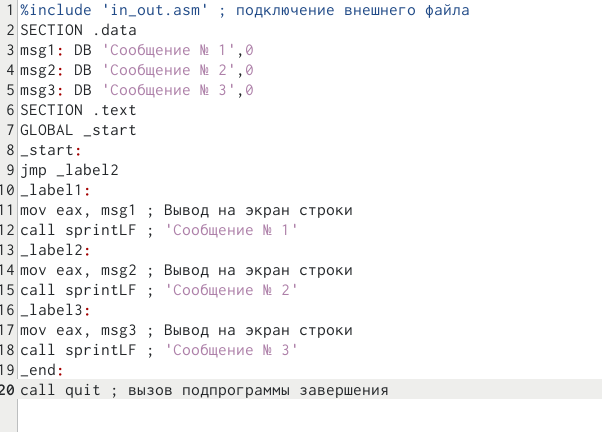 1 %include 'in_out.asm' ; подключение внешнего файла
2 SECTION .data
3 msg1: DB 'Сообщение № 1',0
4 msg2: DB 'Сообщение № 2',0
5 msg3: DB 'Сообщение № 3',0
6 SECTION .text
7 GLOBAL _start
8 _start:
9 jmp _label2
10 _label1:
11 mov eax, msg1 ; Вывод на экран строки
12 call sprintLF ; 'Сообщение № 1'
13 _label2:
14 mov eax, msg2 ; Вывод на экран строки
15 call sprintLF ; 'Сообщение № 2'
16 _label3:
17 mov eax, msg3 ; Вывод на экран строки
18 call sprintLF ; 'Сообщение № 3'
19 _end:
20 call quit ; вызов подпрограммы завершения